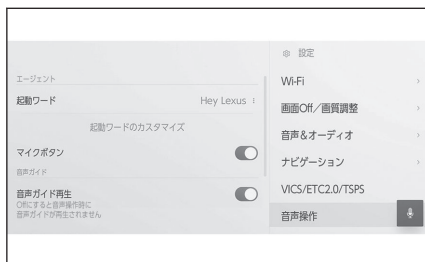 エージェント
起動ワード
Hey Lexus
起動ワードのカスタマイズ
マイクボタン
音声ガイド
音声ガイド再生
Offにすると音声操作時に
音声ガイドが再生されません
設定
Wi-Fi
画面Off／画質調整
音声＆オーディオ
ナビゲーション
VICS/ETC2.0/TSPS
音声操作